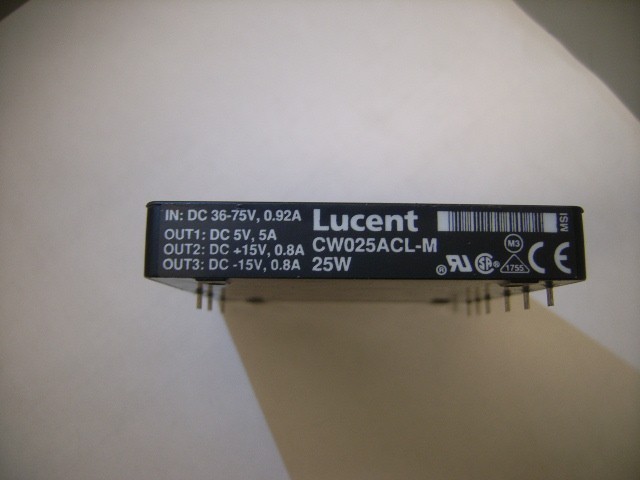 IN: DC 36-75V, 0.92A
OUT1: DC 5V, 5A
OUT2: DC +15V, 0.8A
OUT3: DC -15V, 0.8A
Lucent
CW025ACL-M
25W
MSI
M3
1755
CE